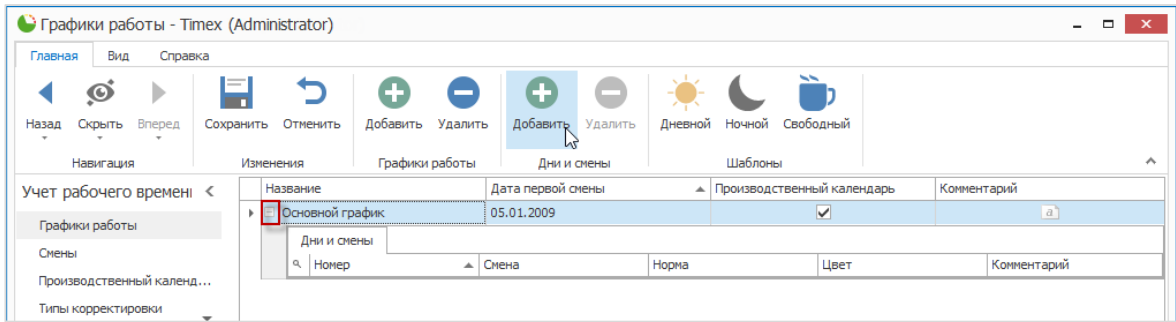 Графики работы - Timex (Administrator)
Главная Вид Справка
Назад Скрыть Вперед Сохранить Отменить Добавить Удалить Добавить Удалить Дневной Ночной Свободный
Навигация Изменения Графики работы Дни и смены Шаблоны
Учет рабочего времени
Название Дата первой смены Производственный календарь Комментарий
Графики работы
Основной график 05.01.2009 a
Дни и смены
Смены
Номер Смена Норма Цвет Комментарий
Производственный календ...
Типы корректировки